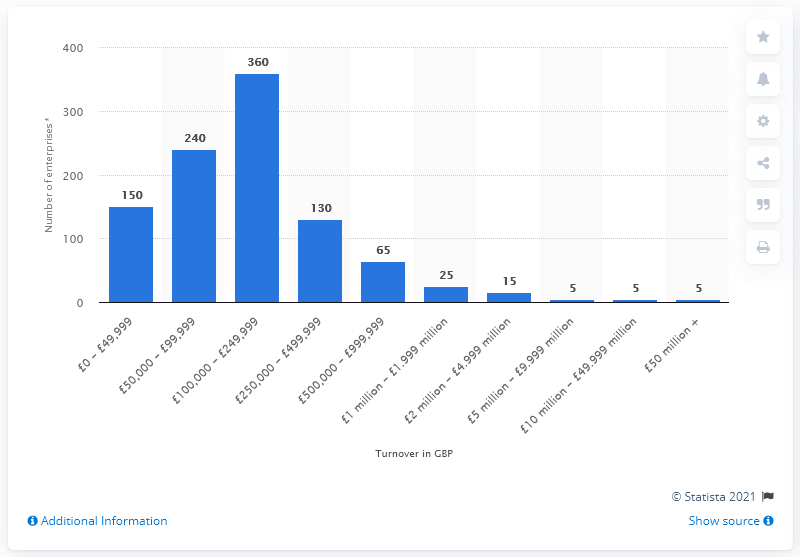 400
300
200
100
0
Number of enterprises*
150
240
360
130
65
25
15
5
5
5
£0 – £49,999
£50,000 – £99,999
£100,000 – £249,999
£250,000 – £499,999
£500,000 – £999,999
£1 million – £1.999 million
£2 million – £4.999 million
£5 million – £9.999 million
£10 million – £49.999 million
£50 million +
Turnover in GBP
© Statista 2021
Additional Information
Show source